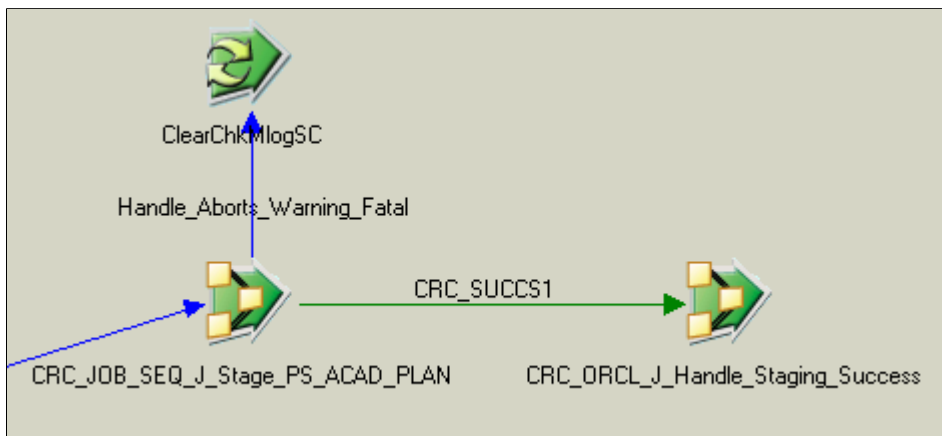 ClearChkMlogSC
Handle_Aborts_Warning_Fatal
CRC_SUCCS1
CRC_JOB_SEQ_J_Stage_PS_ACAD_PLAN
CRC_ORCL_J_Handle_Staging_Success